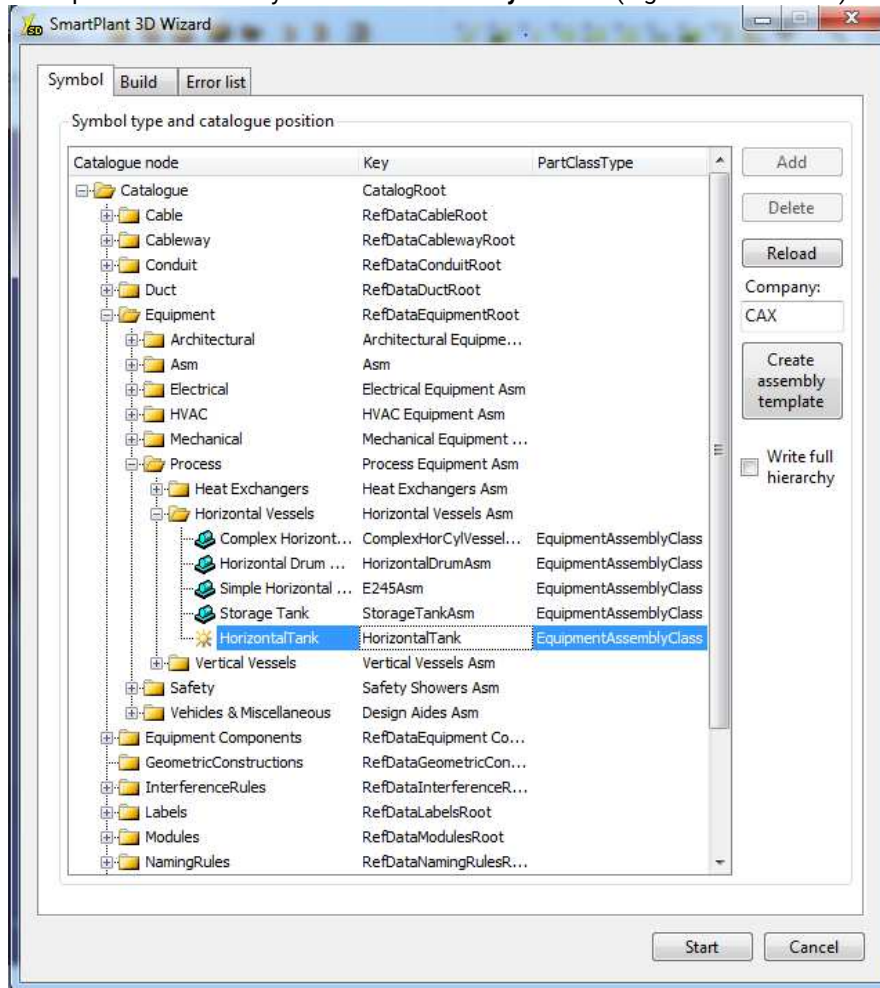 SmartPlant 3D Wizard
Symbol Build Error list
Symbol type and catalogue position
Catalogue node Key PartClassType
Catalogue CatalogRoot
Cable RefDataCableRoot
Cableway RefDataCablewayRoot
Conduit RefDataConduitRoot
Duct RefDataDuctRoot
Equipment RefDataEquipmentRoot
Architectural Architectural Equipme...
Asm Asm
Electrical Electrical Equipment Asm
HVAC HVAC Equipment Asm
Mechanical Mechanical Equipment ...
Process Process Equipment Asm
Heat Exchangers Heat Exchangers Asm
Horizontal Vessels Horizontal Vessels Asm
Complex Horizont... ComplexHorCylVessel... EquipmentAssemblyClass
Horizontal Drum ... HorizontalDrumAsm EquipmentAssemblyClass
Simple Horizontal ... E245Asm EquipmentAssemblyClass
Storage Tank StorageTankAsm EquipmentAssemblyClass
HorizontalTank HorizontalTank EquipmentAssemblyClass
Vertical Vessels Vertical Vessels Asm
Safety Safety Showers Asm
Vehicles & Miscellaneous Design Aides Asm
Equipment Components RefDataEquipment Co...
GeometricConstructions RefDataGeometricCon...
InterferenceRules RefDataInterferenceR...
Labels RefDataLabelsRoot
Modules RefDataModulesRoot
NamingRules RefDataNamingRulesR...
Add
Delete
Reload
Company:
CAX
Create
assembly
template
Write full
hierarchy
Start Cancel